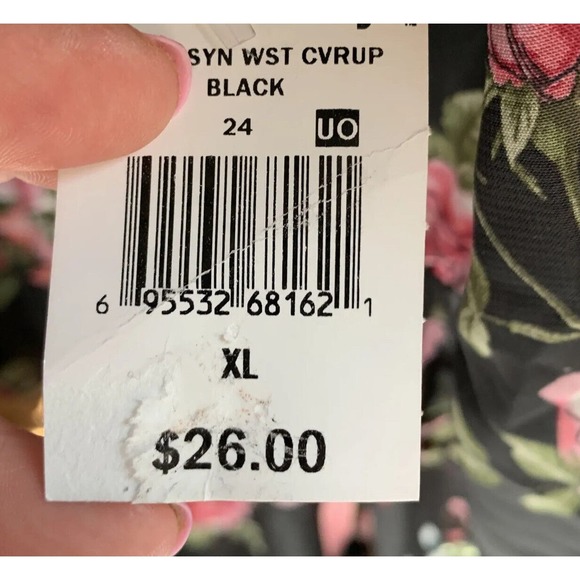 SYN WST CVRUP
BLACK
24 UO
6 95532 68162 1
XL
$26.00